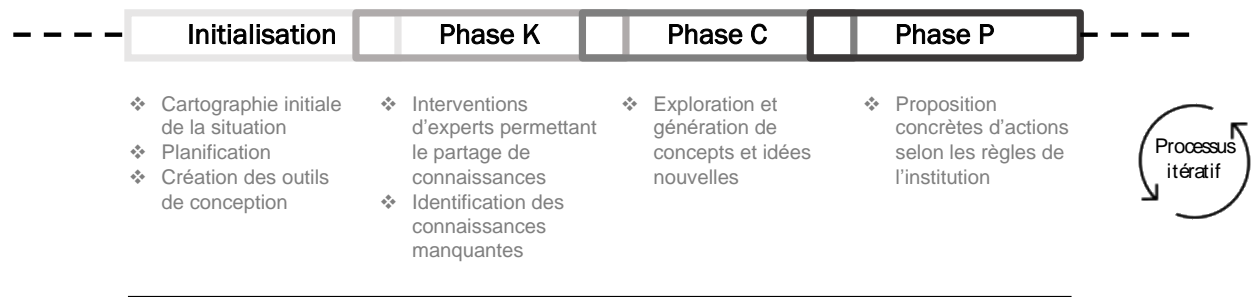 Initialisation
Phase K
Phase C
Phase P
❖ Cartographie initiale
de la situation
❖ Planification
❖ Création des outils
de conception
❖ Interventions
d'experts permettant
le partage de
connaissances
❖ Identification des
connaissances
manquantes
❖ Exploration et
génération de
concepts et idées
nouvelles
❖ Proposition
concrètes d'actions
selon les règles de
l'institution
Processus
itératif